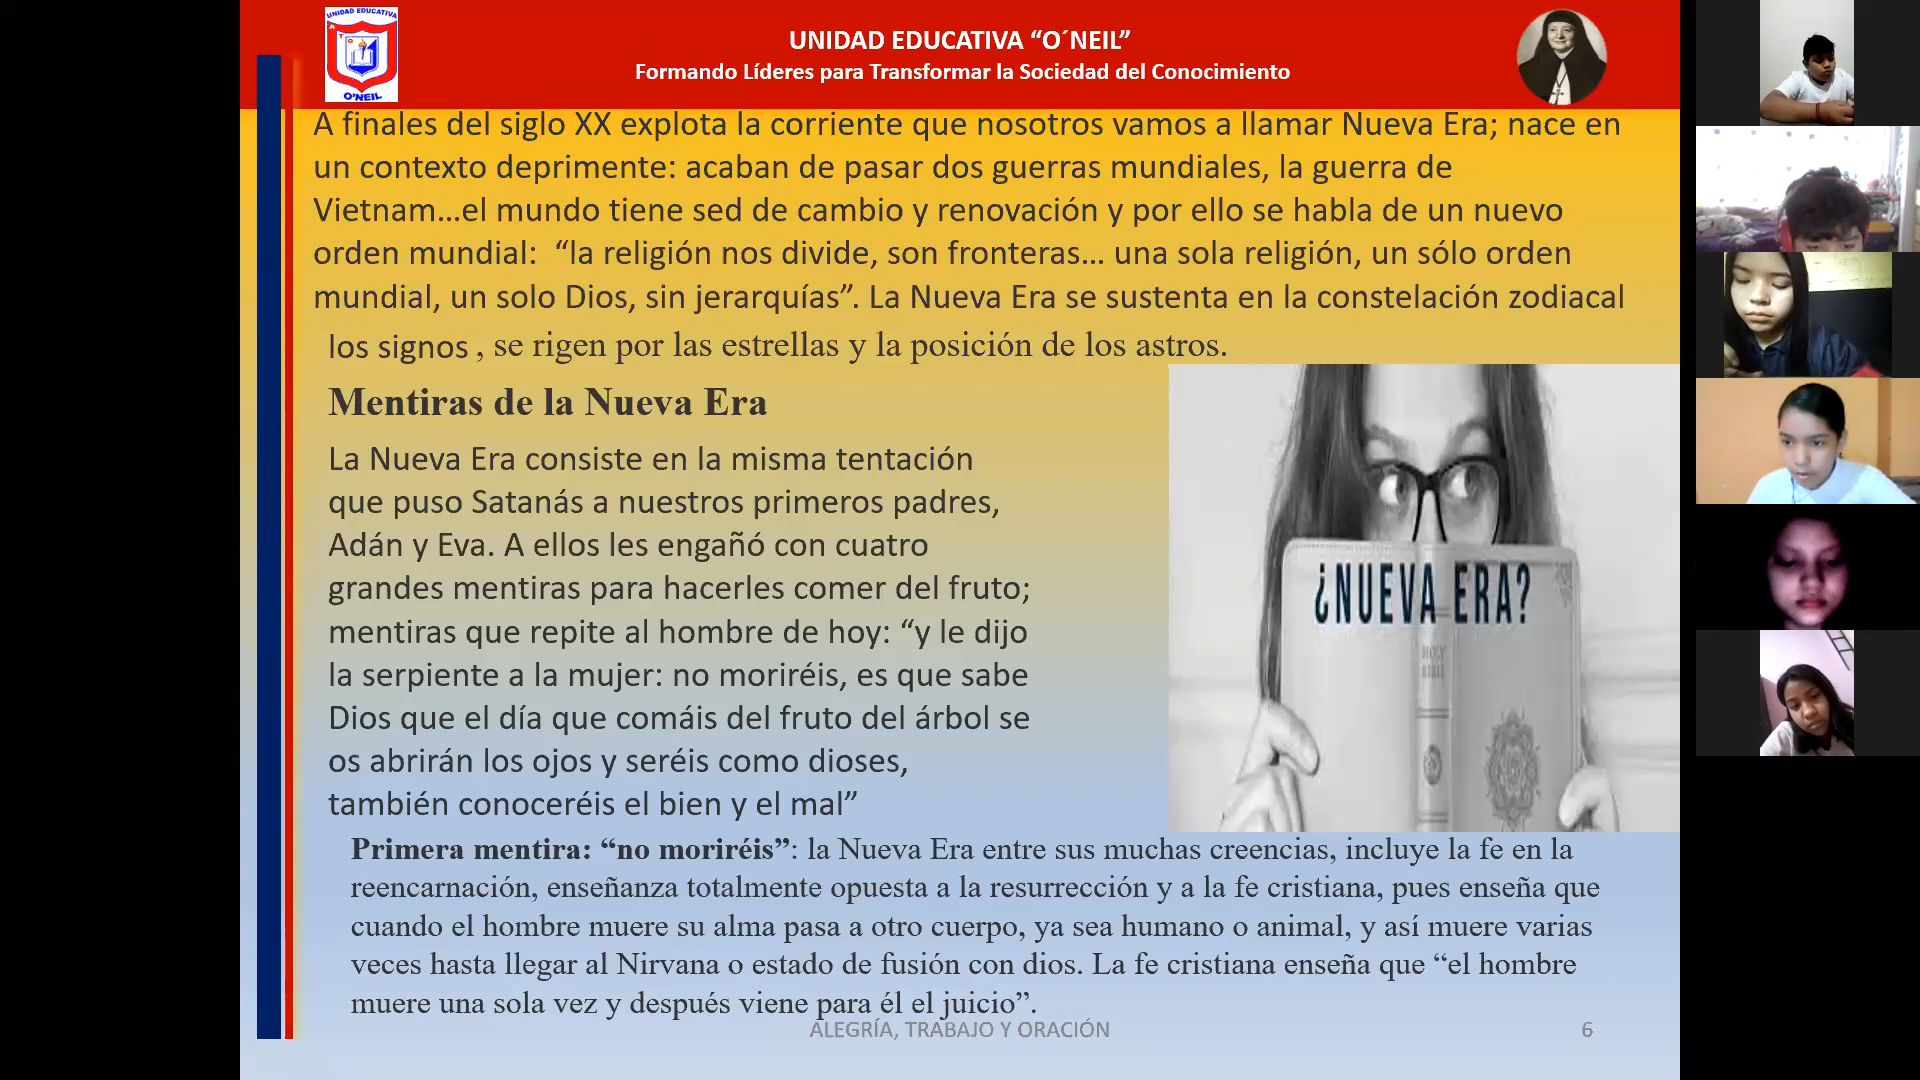 UNIDAD EDUCATIVA
A T O
O'NEIL
UNIDAD EDUCATIVA “O´NEIL”
Formando Líderes para Transformar la Sociedad del Conocimiento
A finales del siglo XX explota la corriente que nosotros vamos a llamar Nueva Era; nace en
un contexto deprimente: acaban de pasar dos guerras mundiales, la guerra de
Vietnam…el mundo tiene sed de cambio y renovación y por ello se habla de un nuevo
orden mundial:  “la religión nos divide, son fronteras… una sola religión, un sólo orden
mundial, un solo Dios, sin jerarquías”. La Nueva Era se sustenta en la constelación zodiacal
los signos , se rigen por las estrellas y la posición de los astros.
Mentiras de la Nueva Era
La Nueva Era consiste en la misma tentación
que puso Satanás a nuestros primeros padres,
Adán y Eva. A ellos les engañó con cuatro
grandes mentiras para hacerles comer del fruto;
mentiras que repite al hombre de hoy: “y le dijo
la serpiente a la mujer: no moriréis, es que sabe
Dios que el día que comáis del fruto del árbol se
os abrirán los ojos y seréis como dioses,
también conoceréis el bien y el mal”
¿NUEVA ERA?
HOLY
BIBLE
Primera mentira: “no moriréis”: la Nueva Era entre sus muchas creencias, incluye la fe en la
reencarnación, enseñanza totalmente opuesta a la resurrección y a la fe cristiana, pues enseña que
cuando el hombre muere su alma pasa a otro cuerpo, ya sea humano o animal, y así muere varias
veces hasta llegar al Nirvana o estado de fusión con dios. La fe cristiana enseña que “el hombre
muere una sola vez y después viene para él el juicio”.
ALEGRÍA, TRABAJO Y ORACIÓN
6